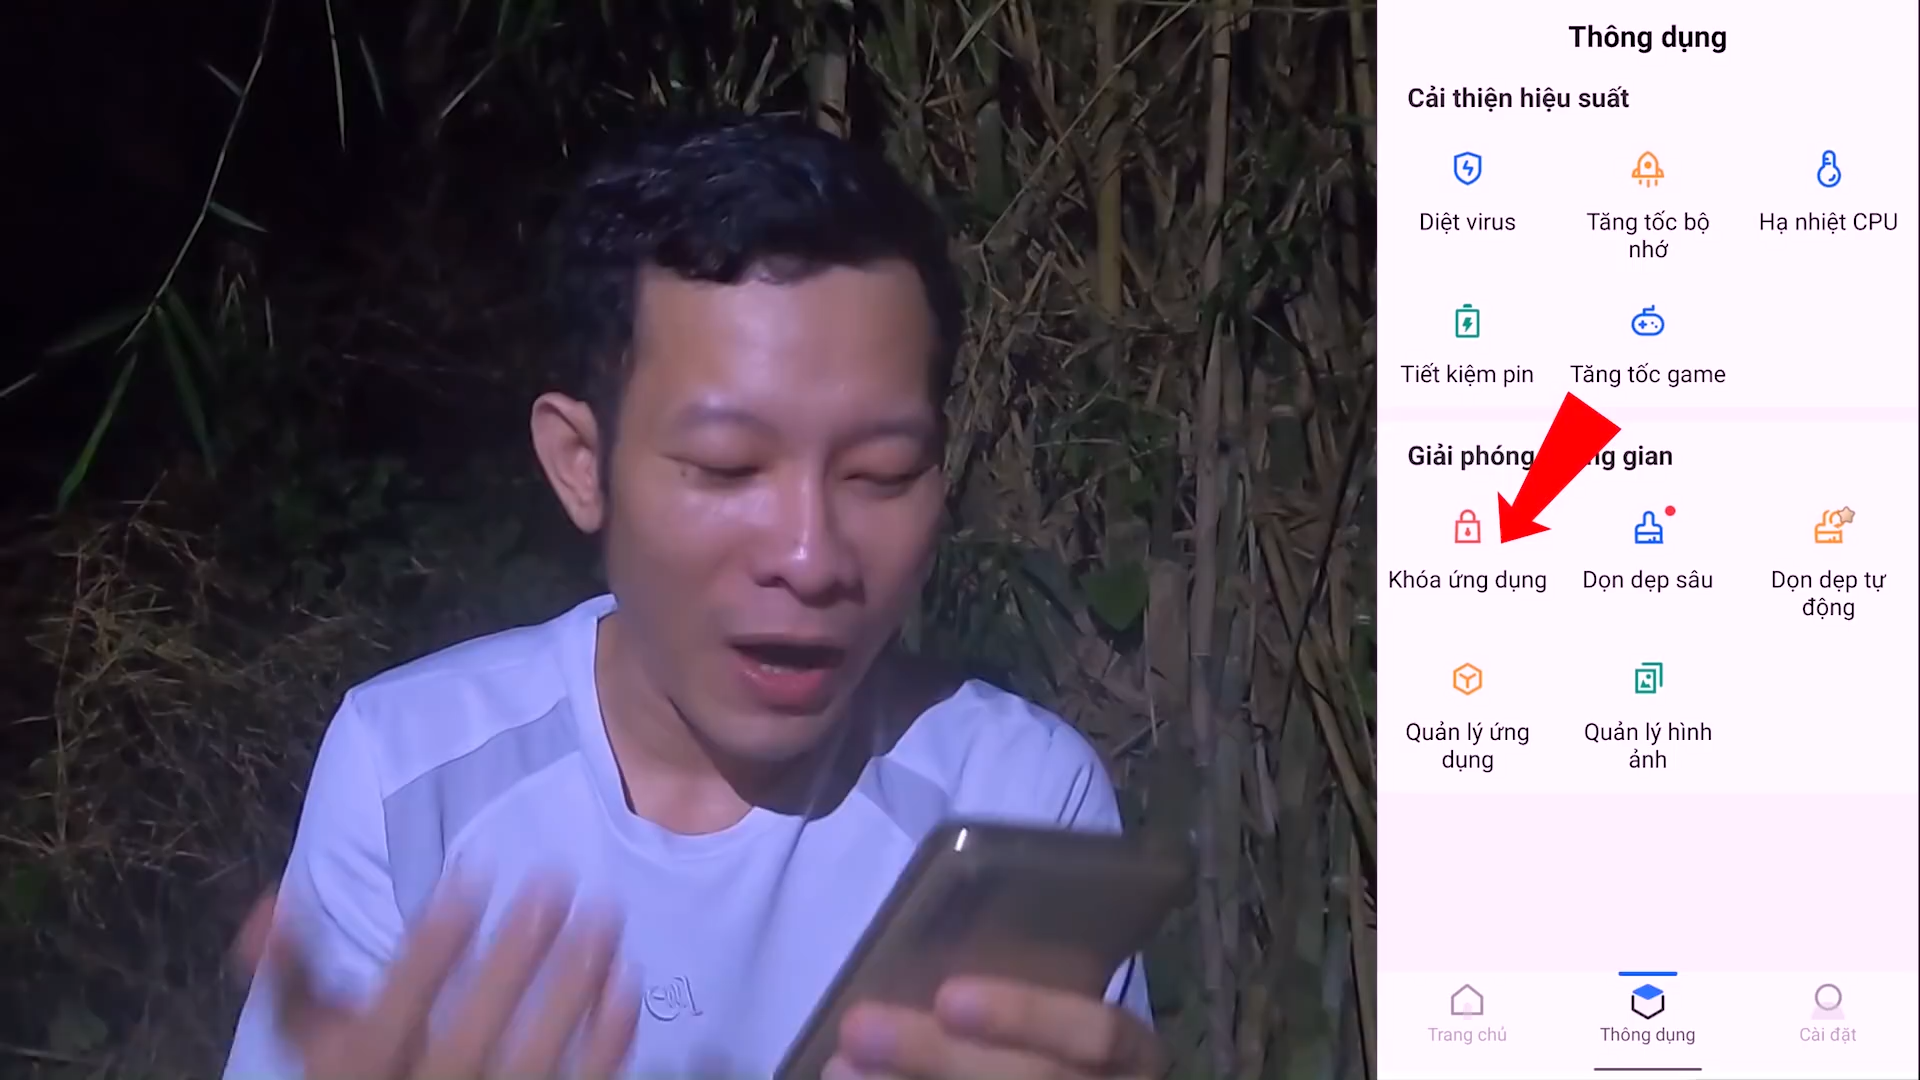 Thông dụng
Cải thiện hiệu suất
Diệt virus
Tăng tốc bộ
nhớ
Hạ nhiệt CPU
Tiết kiệm pin
Tăng tốc game
Giải phóng gian
Khóa ứng dụng
Dọn dẹp sâu
Dọn dẹp tự
động
Quản lý ứng
dụng
Quản lý hình
ảnh
Trang chủ
Thông dụng
Cài đặt